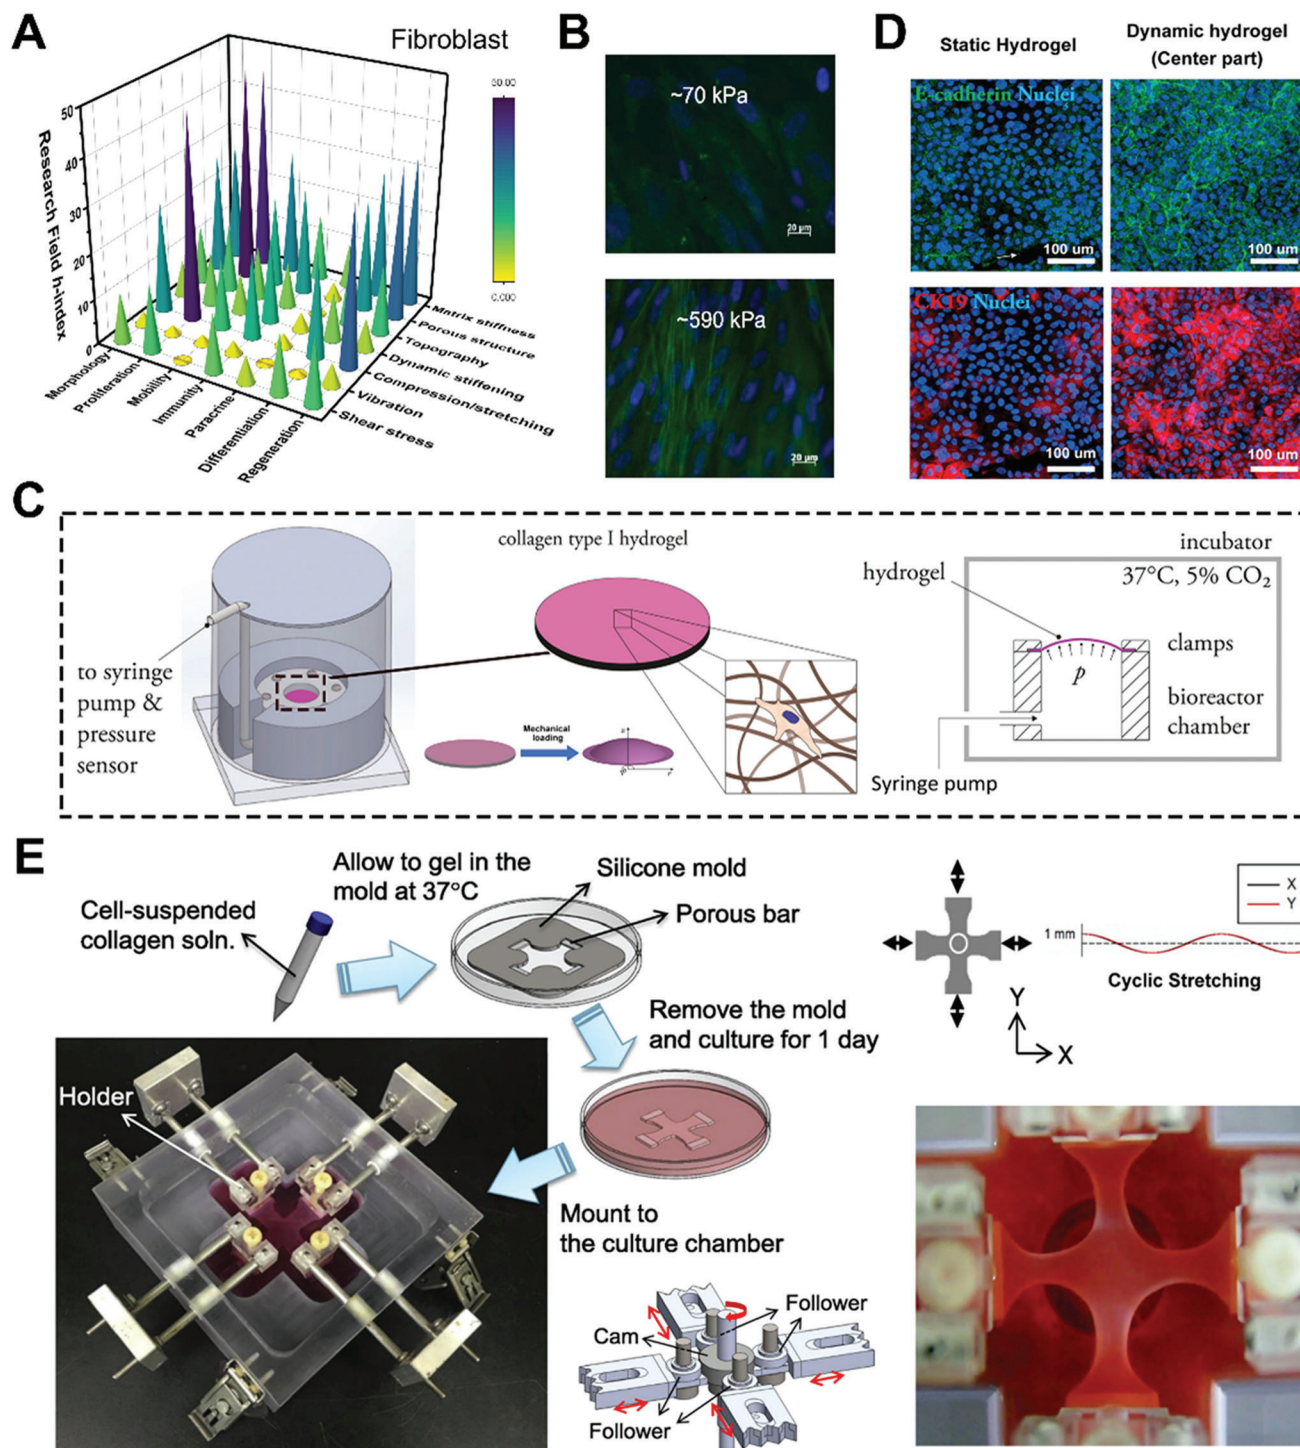 A
Fibroblast
50.00
0.000
50
40
30
20
10
0
Research Field h-index
Morphology
Proliferation
Mobility
Immunity
Paracrine
Differentiation
Regeneration
Matrix stiffness
Porous structure
Topography
Dynamic stiffening
Compression/stretching
Vibration
Shear stress
B
~70 kPa
20 µm
~590 kPa
20 µm
D
Static Hydrogel
Dynamic hydrogel
(Center part)
E-cadherin Nuclei
100 um
100 um
CK19 Nuclei
100 um
100 um
C
collagen type I hydrogel
to syringe
pump &
pressure
sensor
Mechanical
loading
incubator
37°C, 5% CO₂
hydrogel
clamps
p
bioreactor
chamber
Syringe pump
E
Allow to gel in the
mold at 37°C
Cell-suspended
collagen soln.
Silicone mold
Porous bar
Remove the mold
and culture for 1 day
Holder
Mount to
the culture chamber
Follower
Cam
Follower
X
Y
1 mm
Cyclic Stretching
Y
X